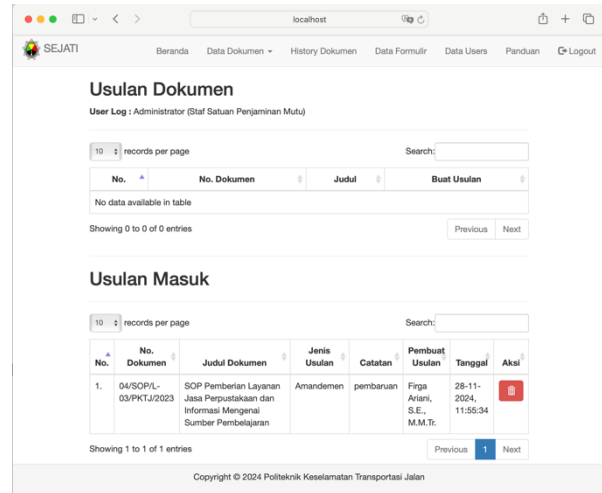 localhost
SEJATI
Beranda Data Dokumen History Dokumen Data Formulir Data Users Panduan Logout
Usulan Dokumen
User Log : Administrator (Staf Satuan Penjaminan Mutu)
10 records per page Search:
No. No. Dokumen Judul Buat Usulan
No data available in table
Showing 0 to 0 of 0 entries Previous Next
Usulan Masuk
10 records per page Search:
No. No. Dokumen Judul Dokumen Jenis Usulan Catatan Pembuat Usulan Tanggal Aksi
1. 04/SOP/L- SOP Pemberian Layanan Amandemen pembaruan Firga 28-11-
03/PKTJ/2023 Jasa Perpustakaan dan Ariani, 2024,
Informasi Mengenai S.E., 11:55:34
Sumber Pembelajaran M.M.Tr.
Showing 1 to 1 of 1 entries Previous 1 Next
Copyright © 2024 Politeknik Keselamatan Transportasi Jalan